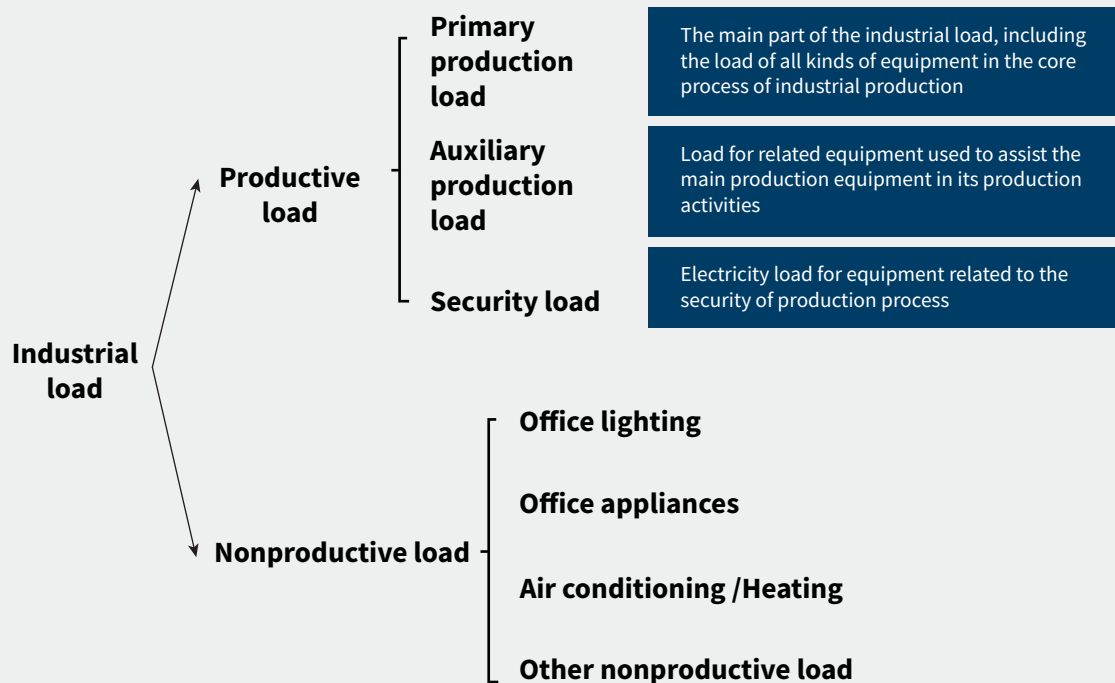 Primary
production
load
The main part of the industrial load, including
the load of all kinds of equipment in the core
process of industrial production
Productive
load
Auxiliary
production
load
Load for related equipment used to assist the
main production equipment in its production
activities
Security load
Electricity load for equipment related to the
security of production process
Industrial
load
Nonproductive load
Office lighting
Office appliances
Air conditioning /Heating
Other nonproductive load